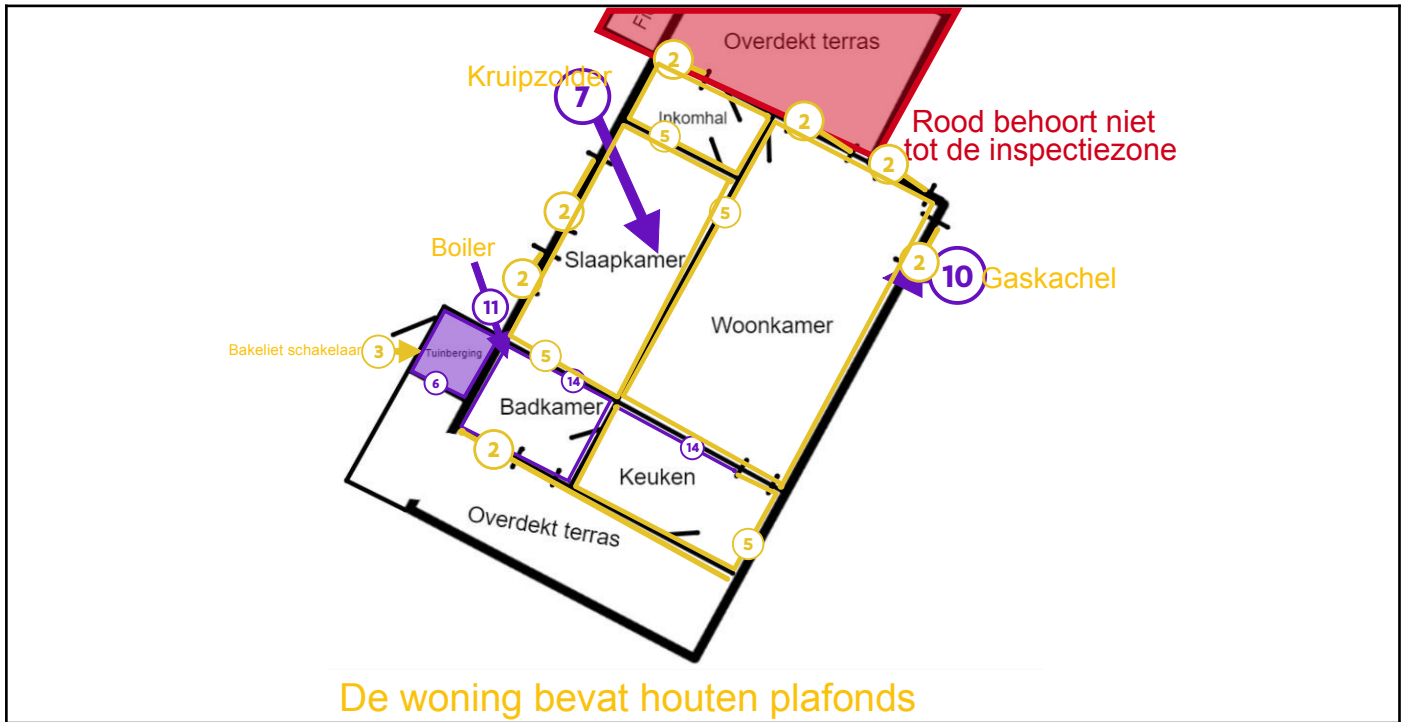 Fi
Overdekt terras
2
Kruipzolder
7
Inkomhal
2
Rood behoort niet
tot de inspectiezone
5
2
2
5
Boiler
Slaapkamer
2
10
Gaskachel
2
11
Woonkamer
Bakeliet schakelaar
3
Tuinberging
5
6
14
Badkamer
14
2
Keuken
Overdekt terras
5
De woning bevat houten plafonds